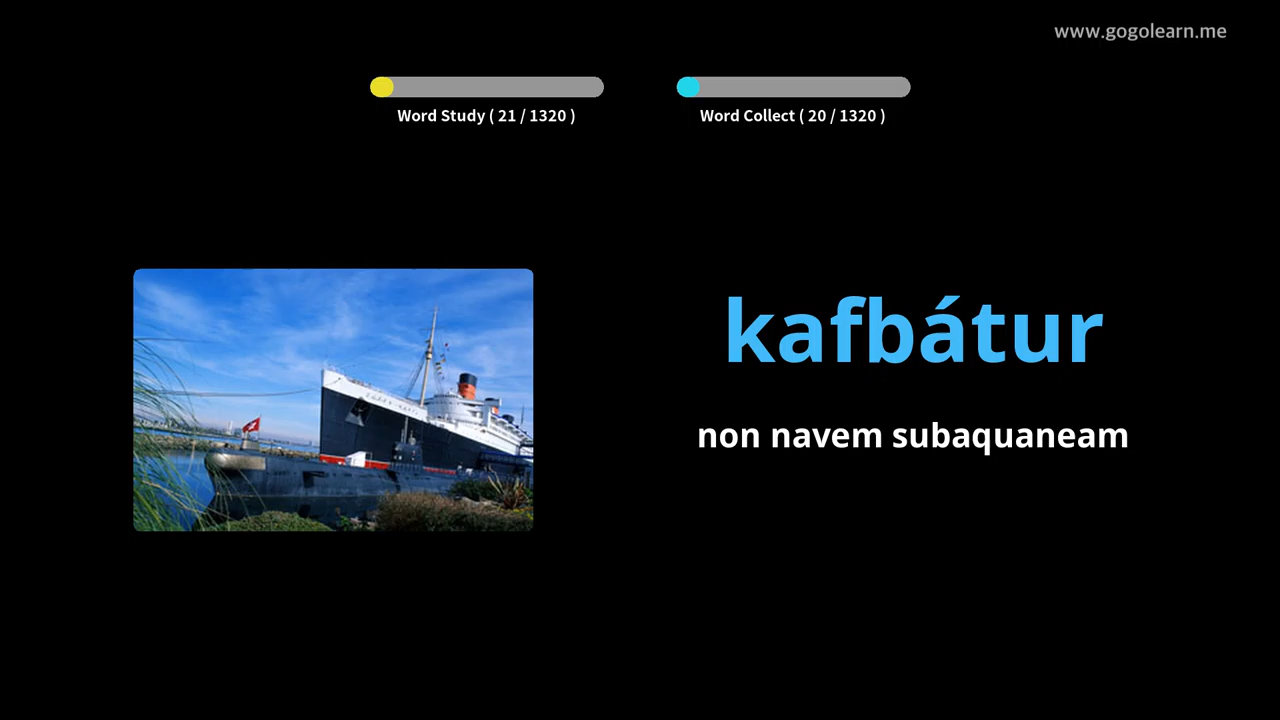 www.gogolearn.me
Word Study ( 21 / 1320 )
Word Collect ( 20 / 1320 )
kafbátur
non navem subaquaneam